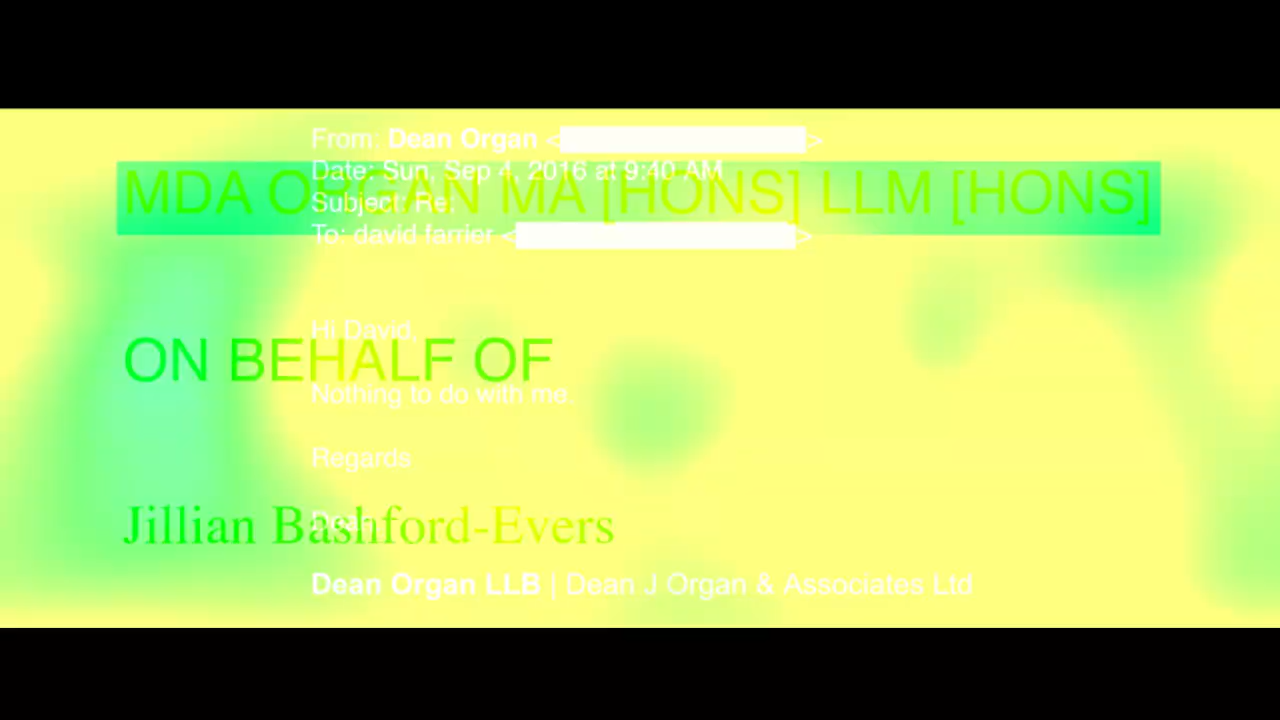 From: Dean Organ < >
Date: Sun, Sep 4, 2016 at 9:40 AM
MDA ORGAN MA [HONS] LLM [HONS]
Subject: Re:
To: david farrier < >
Hi David,
ON BEHALF OF
Nothing to do with me.
Regards
Dean,
Jillian Bashford-Evers
Dean Organ LLB | Dean J Organ & Associates Ltd